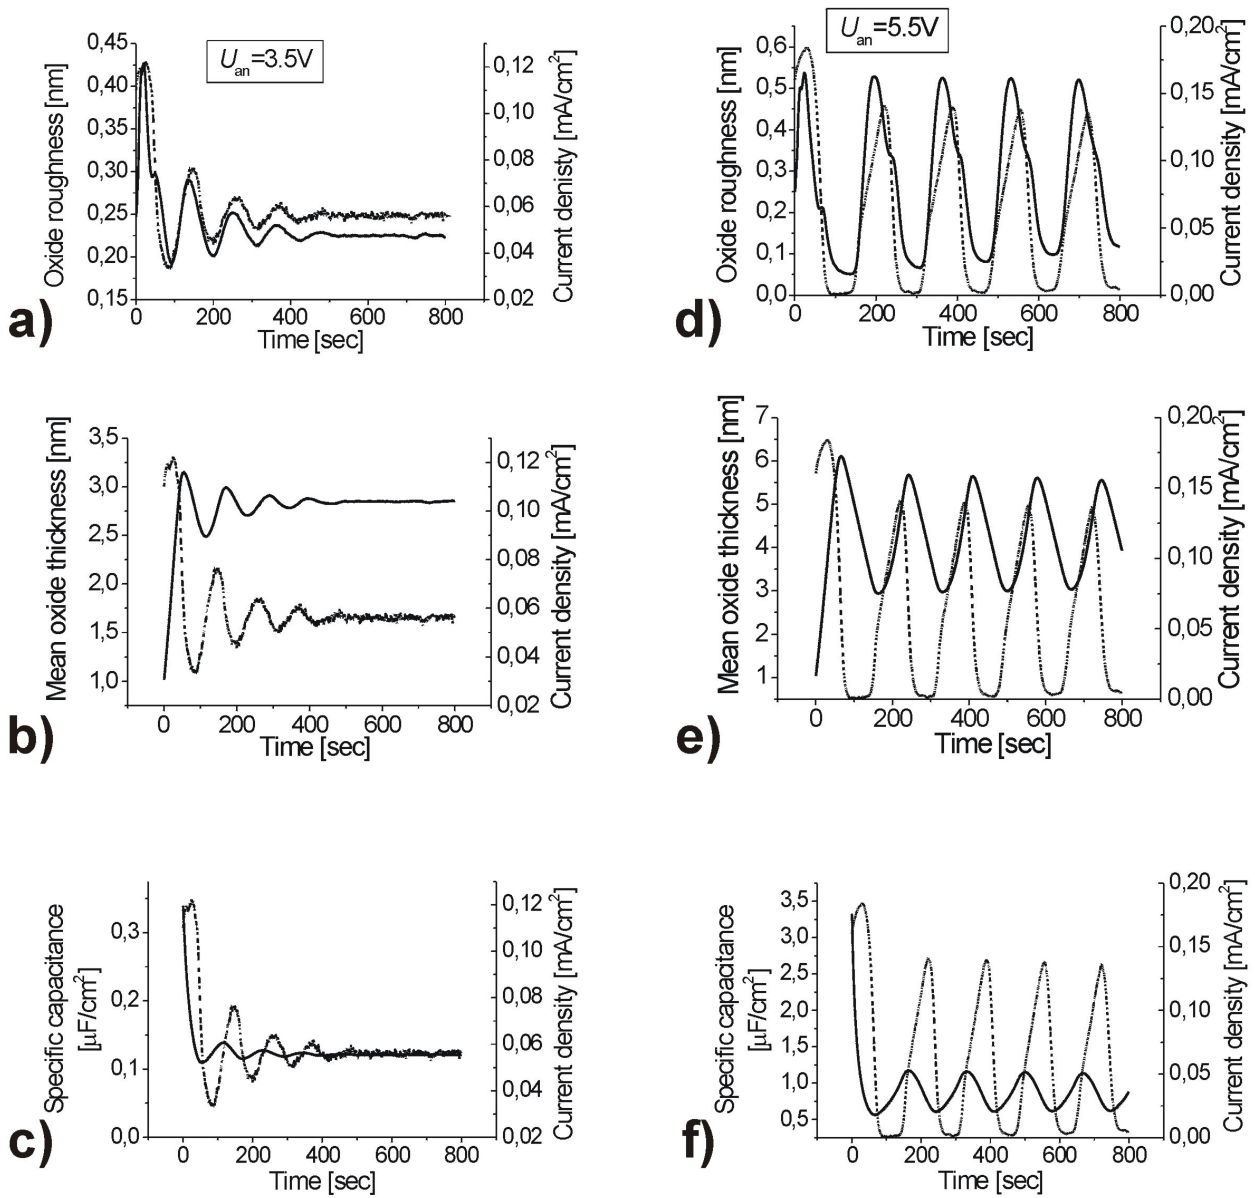 U_an=3.5V
0,45
0,40
0,35
0,30
0,25
0,20
0,15
Oxide roughness [nm]
0,12
0,10
0,08
0,06
0,04
0,02
Current denisty [mA/cm²]
0 200 400 600 800
Time [sec]
a)
U_an=5.5V
0,6
0,5
0,4
0,3
0,2
0,1
0,0
Oxide roughness [nm]
0,20
0,15
0,10
0,05
0,00
Current density [mA/cm²]
0 200 400 600 800
Time [sec]
d)
3,5
3,0
2,5
2,0
1,5
1,0
Mean oxide thickness [nm]
0,12
0,10
0,08
0,06
0,04
0,02
Current density [mA/cm²]
0 200 400 600 800
Time [sec]
b)
7
6
5
4
3
2
1
Mean oxide thickness [nm]
0,20
0,15
0,10
0,05
0,00
Current density [mA/cm²]
0 200 400 600 800
Time [sec]
e)
0,3
0,2
0,1
0,0
Specific capacitance
[µF/cm²]
0,12
0,10
0,08
0,06
0,04
0,02
Current density [mA/cm²]
0 200 400 600 800
Time [sec]
c)
3,5
3,0
2,5
2,0
1,5
1,0
0,5
Specific capacitance
[µF/cm²]
0,20
0,15
0,10
0,05
0,00
Current density [mA/cm²]
0 200 400 600 800
Time [sec]
f)